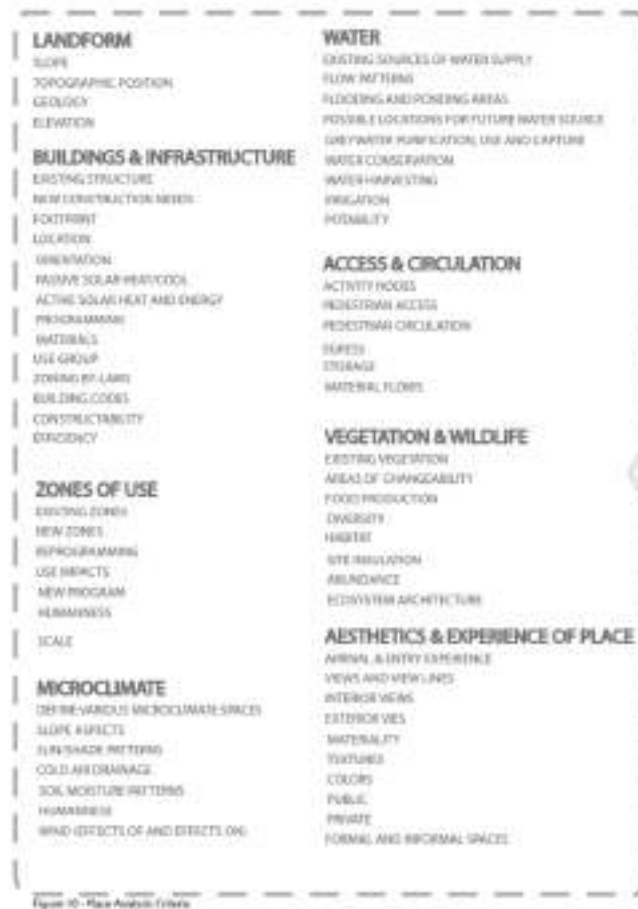 LANDFORM
SLOPE
TOPOGRAPHIC POSITION
GEOLOGY
ELEVATION
BUILDINGS & INFRASTRUCTURE
EXISTING STRUCTURE
NEW CONSTRUCTION NEEDS
FOOTPRINT
LOCATION
ORIENTATION
PASSIVE SOLAR HEAT/COOL
ACTIVE SOLAR HEAT AND ENERGY
PROGRAMMING
MATERIALS
USE GROUP
ZONING BY-LAWS
BUILDING CODES
CONSTRUCTABILITY
EFFICIENCY
ZONES OF USE
EXISTING ZONES
NEW ZONES
REPROGRAMMING
USE IMPACTS
NEW PROGRAM
HUMANNESS
SCALE
MICROCLIMATE
DEFINE VARIOUS MICROCLIMATE SPACES
SLOPE ASPECTS
SUN/SHADE PATTERNS
COLD AIR DRAINAGE
SOIL MOISTURE PATTERNS
HUMANNESS
WIND (EFFECTS OF AND EFFECTS ON)
WATER
EXISTING SOURCES OF WATER SUPPLY
FLOW PATTERNS
FLOODING AND PONDING AREAS
POSSIBLE LOCATIONS FOR FUTURE WATER SOURCE
GREYWATER PURIFICATION, USE AND CAPTURE
WATER CONSERVATION
WATER HARVESTING
IRRIGATION
POTABILITY
ACCESS & CIRCULATION
ACTIVITY NODES
PEDESTRIAN ACCESS
PEDESTRIAN CIRCULATION
EGRESS
STORAGE
MATERIAL FLOWS
VEGETATION & WILDLIFE
EXISTING VEGETATION
AREAS OF CHANGEABILITY
FOOD PRODUCTION
DIVERSITY
HABITAT
SITE INSULATION
ABUNDANCE
ECOSYSTEM ARCHITECTURE
AESTHETICS & EXPERIENCE OF PLACE
ARRIVAL & ENTRY EXPERIENCE
VIEWS AND VIEW LINES
INTERIOR VIEWS
EXTERIOR VIES
MATERIALITY
TEXTURES
COLORS
PUBLIC
PRIVATE
FORMAL AND INFORMAL SPACES
Figure 10 - Place Analysis Criteria